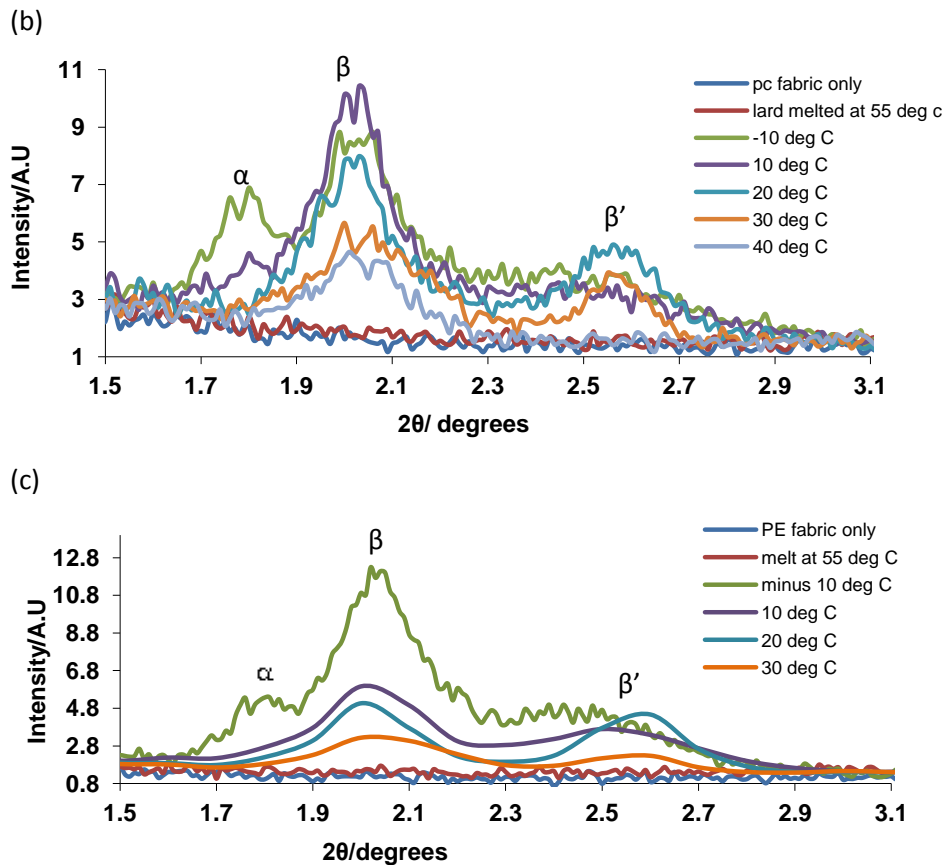 (b)
β
α
β’
Intensity/A.U
11
9
7
5
3
1
1.5 1.7 1.9 2.1 2.3 2.5 2.7 2.9 3.1
2θ/ degrees
pc fabric only
lard melted at 55 deg c
-10 deg C
10 deg C
20 deg C
30 deg C
40 deg C
(c)
β
α
β’
Intensity/A.U
12.8
10.8
8.8
6.8
4.8
2.8
0.8
1.5 1.7 1.9 2.1 2.3 2.5 2.7 2.9 3.1
2θ/degrees
PE fabric only
melt at 55 deg C
minus 10 deg C
10 deg C
20 deg C
30 deg C